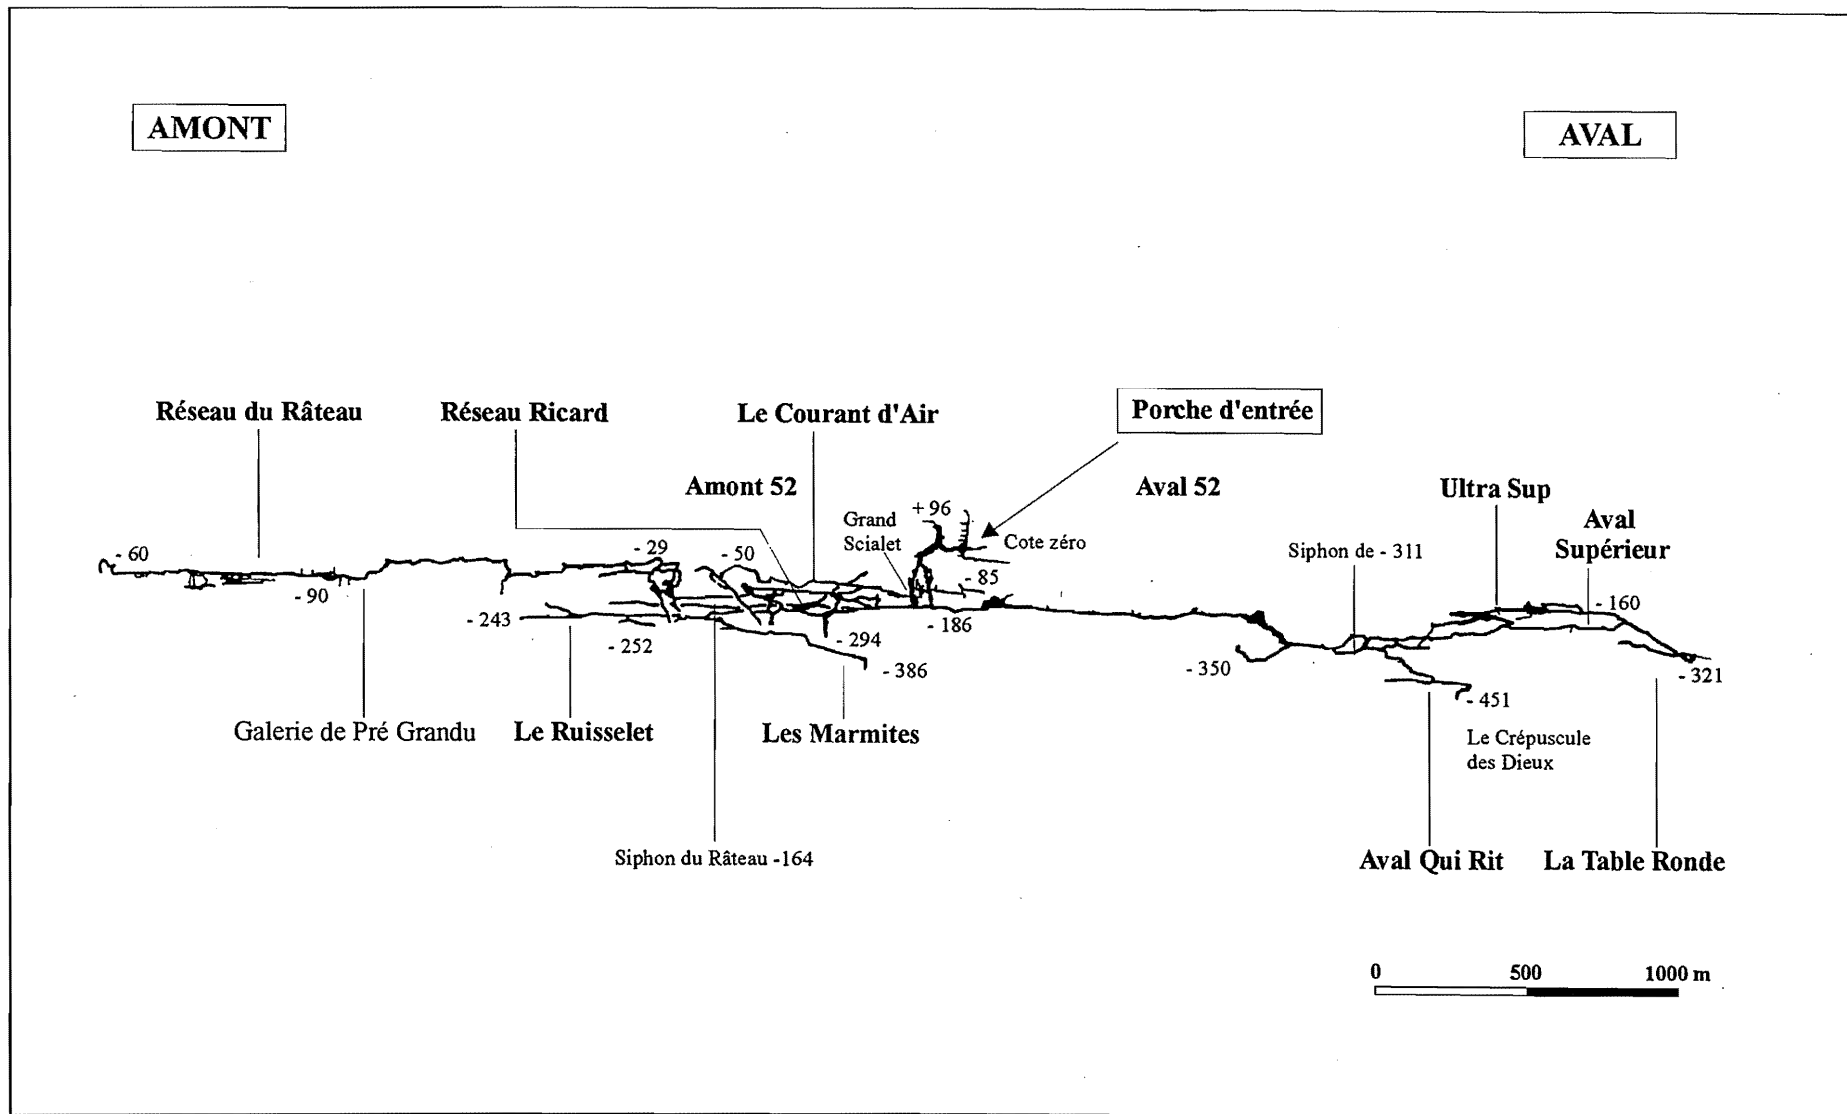 AMONT
AVAL
Réseau du Râteau
Réseau Ricard
Le Courant d'Air
Porche d'entrée
Amont 52
Aval 52
Ultra Sup
+ 96
Grand
Scialet
Cote zéro
Aval
Supérieur
Siphon de - 311
- 60
- 29
- 50
- 85
- 90
- 160
- 243
- 186
- 252
- 294
- 386
- 350
- 321
- 451
Galerie de Pré Grandu
Le Ruisselet
Les Marmites
Le Crépuscule
des Dieux
Siphon du Râteau -164
Aval Qui Rit
La Table Ronde
0
500
1000 m